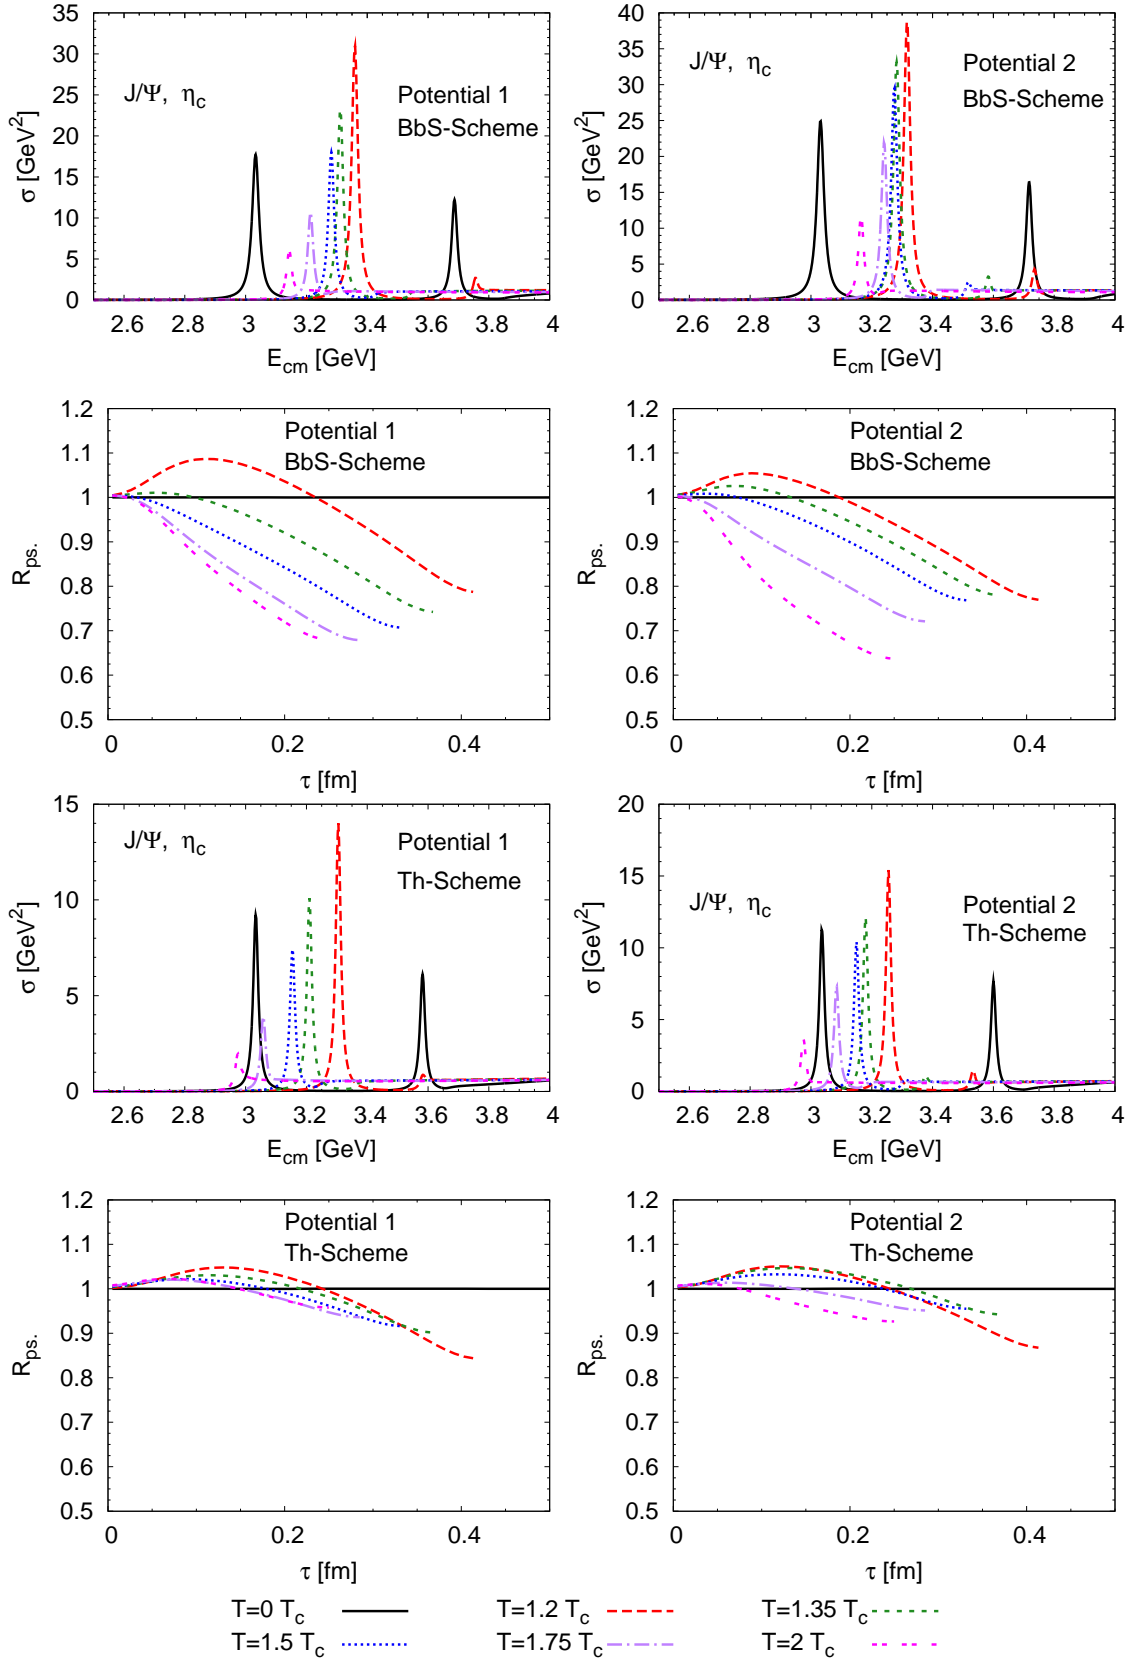 J/Ψ, η_c
Potential 1
BbS-Scheme
σ [GeV²]
0
5
10
15
20
25
30
35
2.6
2.8
3
3.2
3.4
3.6
3.8
4
E_cm [GeV]
J/Ψ, η_c
Potential 2
BbS-Scheme
σ [GeV²]
0
5
10
15
20
25
30
35
40
2.6
2.8
3
3.2
3.4
3.6
3.8
4
E_cm [GeV]
Potential 1
BbS-Scheme
R_ps.
0.5
0.6
0.7
0.8
0.9
1
1.1
1.2
0
0.2
0.4
τ [fm]
Potential 2
BbS-Scheme
R_ps.
0.5
0.6
0.7
0.8
0.9
1
1.1
1.2
0
0.2
0.4
τ [fm]
J/Ψ, η_c
Potential 1
Th-Scheme
σ [GeV²]
0
5
10
15
2.6
2.8
3
3.2
3.4
3.6
3.8
4
E_cm [GeV]
J/Ψ, η_c
Potential 2
Th-Scheme
σ [GeV²]
0
5
10
15
20
2.6
2.8
3
3.2
3.4
3.6
3.8
4
E_cm [GeV]
Potential 1
Th-Scheme
R_ps.
0.5
0.6
0.7
0.8
0.9
1
1.1
1.2
0
0.2
0.4
τ [fm]
Potential 2
Th-Scheme
R_ps.
0.5
0.6
0.7
0.8
0.9
1
1.1
1.2
0
0.2
0.4
τ [fm]
T=0 T_c
T=1.2 T_c
T=1.35 T_c
T=1.5 T_c
T=1.75 T_c
T=2 T_c